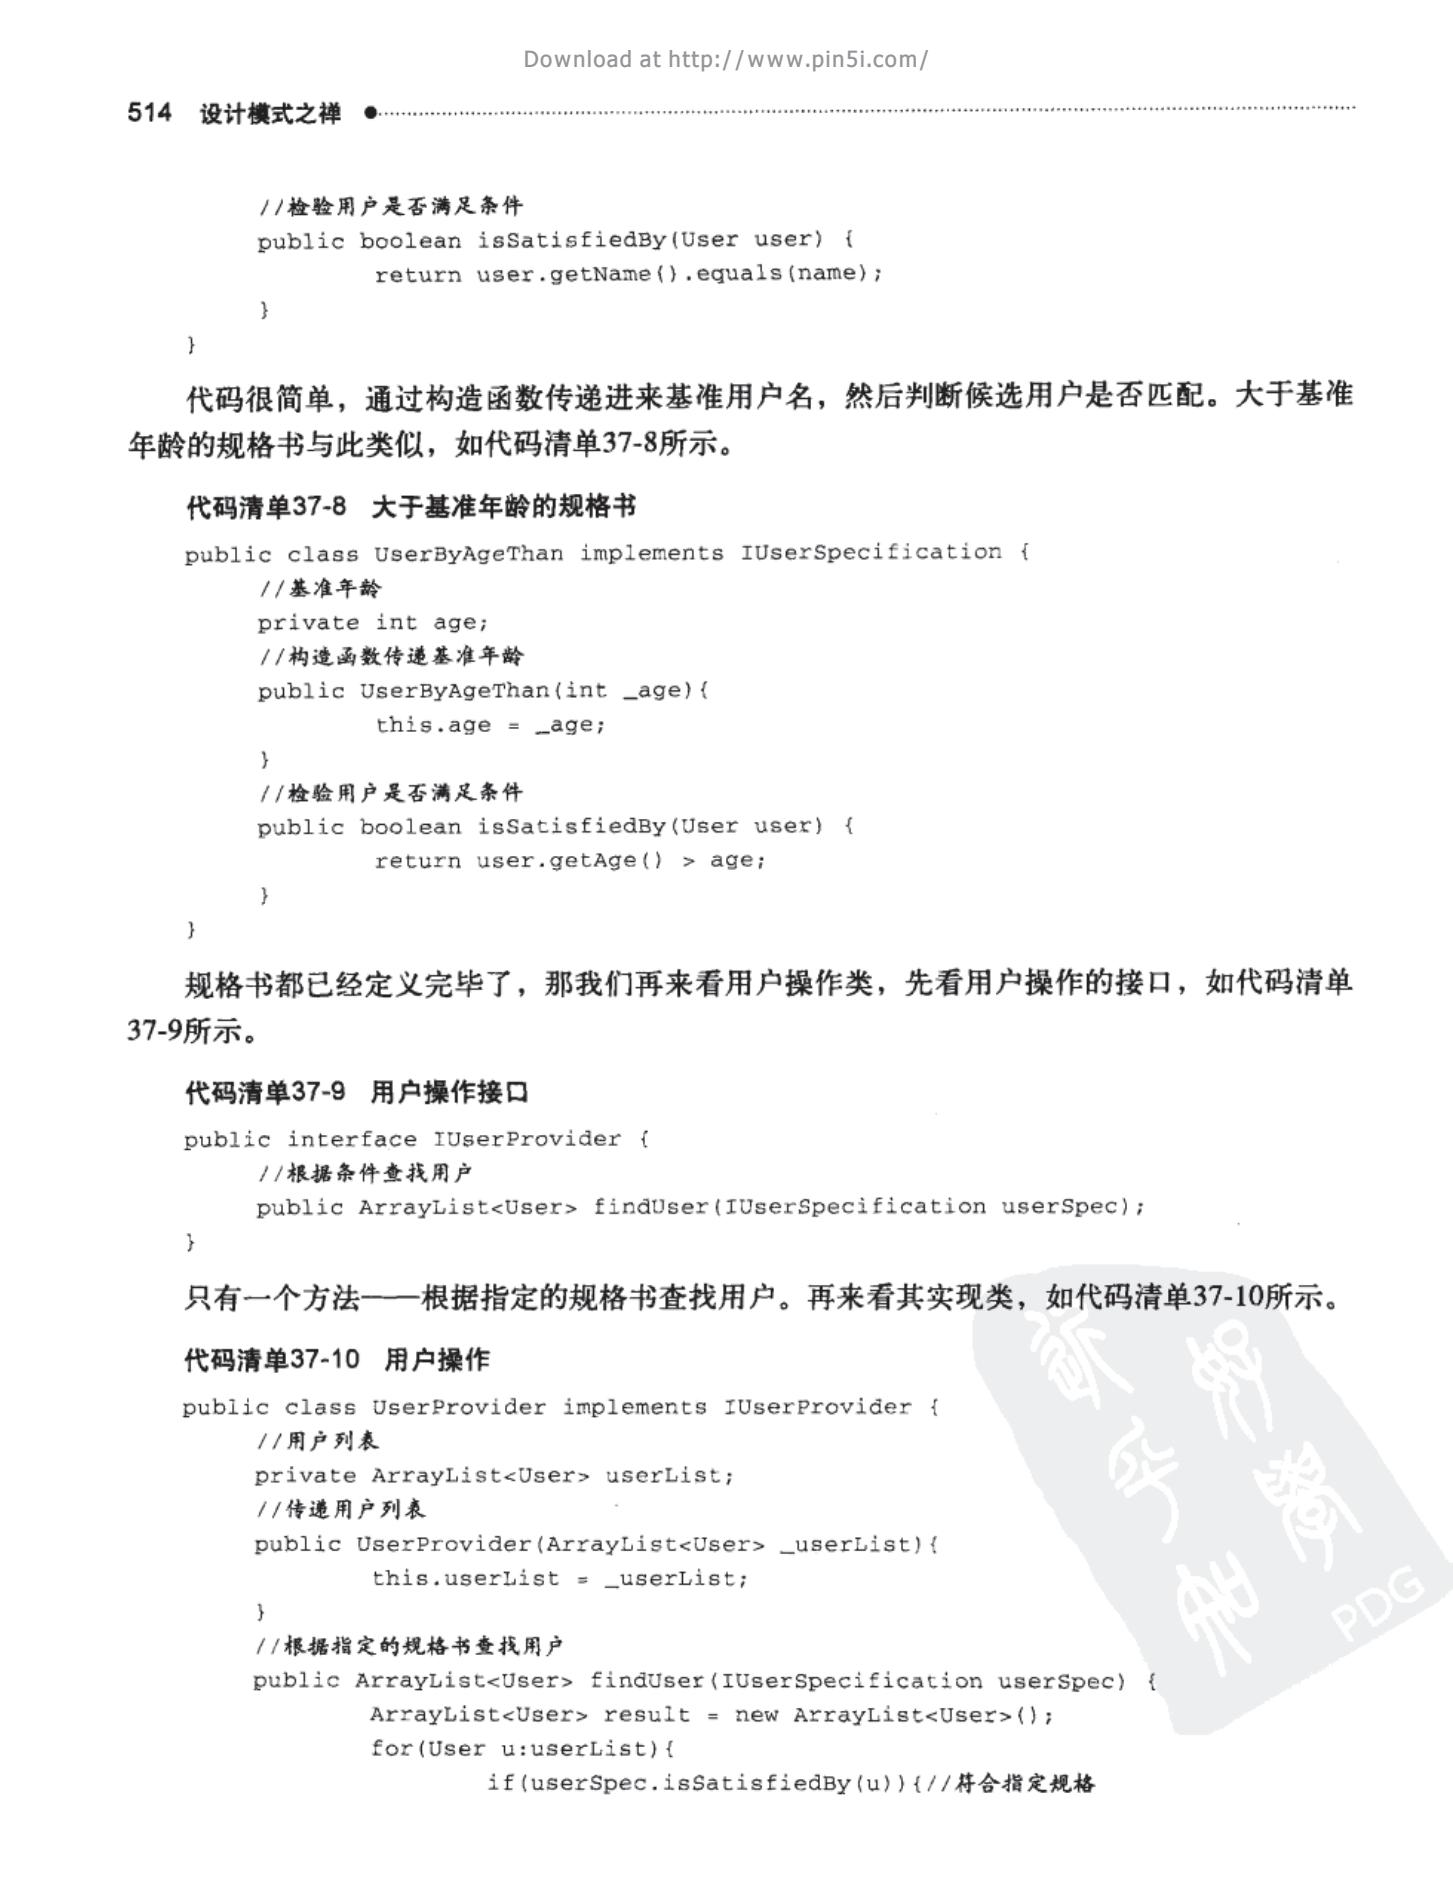 Download at http://www.pin5i.com/
514 设计模式之禅
//检验用户是否满足条件
public boolean isSatisfiedBy(User user) {
return user.getName().equals(name);
}
}
代码很简单，通过构造函数传递进来基准用户名，然后判断候选用户是否匹配。大于基准
年龄的规格书与此类似，如代码清单37-8所示。
代码清单37-8 大于基准年龄的规格书
public class UserByAgeThan implements IUserSpecification {
//基准年龄
private int age;
//构造函数传递基准年龄
public UserByAgeThan(int _age){
this.age = _age;
}
//检验用户是否满足条件
public boolean isSatisfiedBy(User user) {
return user.getAge() > age;
}
}
规格书都已经定义完毕了，那我们再来看用户操作类，先看用户操作的接口，如代码清单
37-9所示。
代码清单37-9 用户操作接口
public interface IUserProvider {
//根据条件查找用户
public ArrayList<User> findUser(IUserSpecification userSpec);
}
只有一个方法——根据指定的规格书查找用户。再来看其实现类，如代码清单37-10所示。
代码清单37-10 用户操作
public class UserProvider implements IUserProvider {
//用户列表
private ArrayList<User> userList;
//传递用户列表
public UserProvider(ArrayList<User> _userList){
this.userList = _userList;
}
//根据指定的规格书查找用户
public ArrayList<User> findUser(IUserSpecification userSpec) {
ArrayList<User> result = new ArrayList<User>();
for(User u:userList){
if(userSpec.isSatisfiedBy(u)){//符合指定规格
PDG